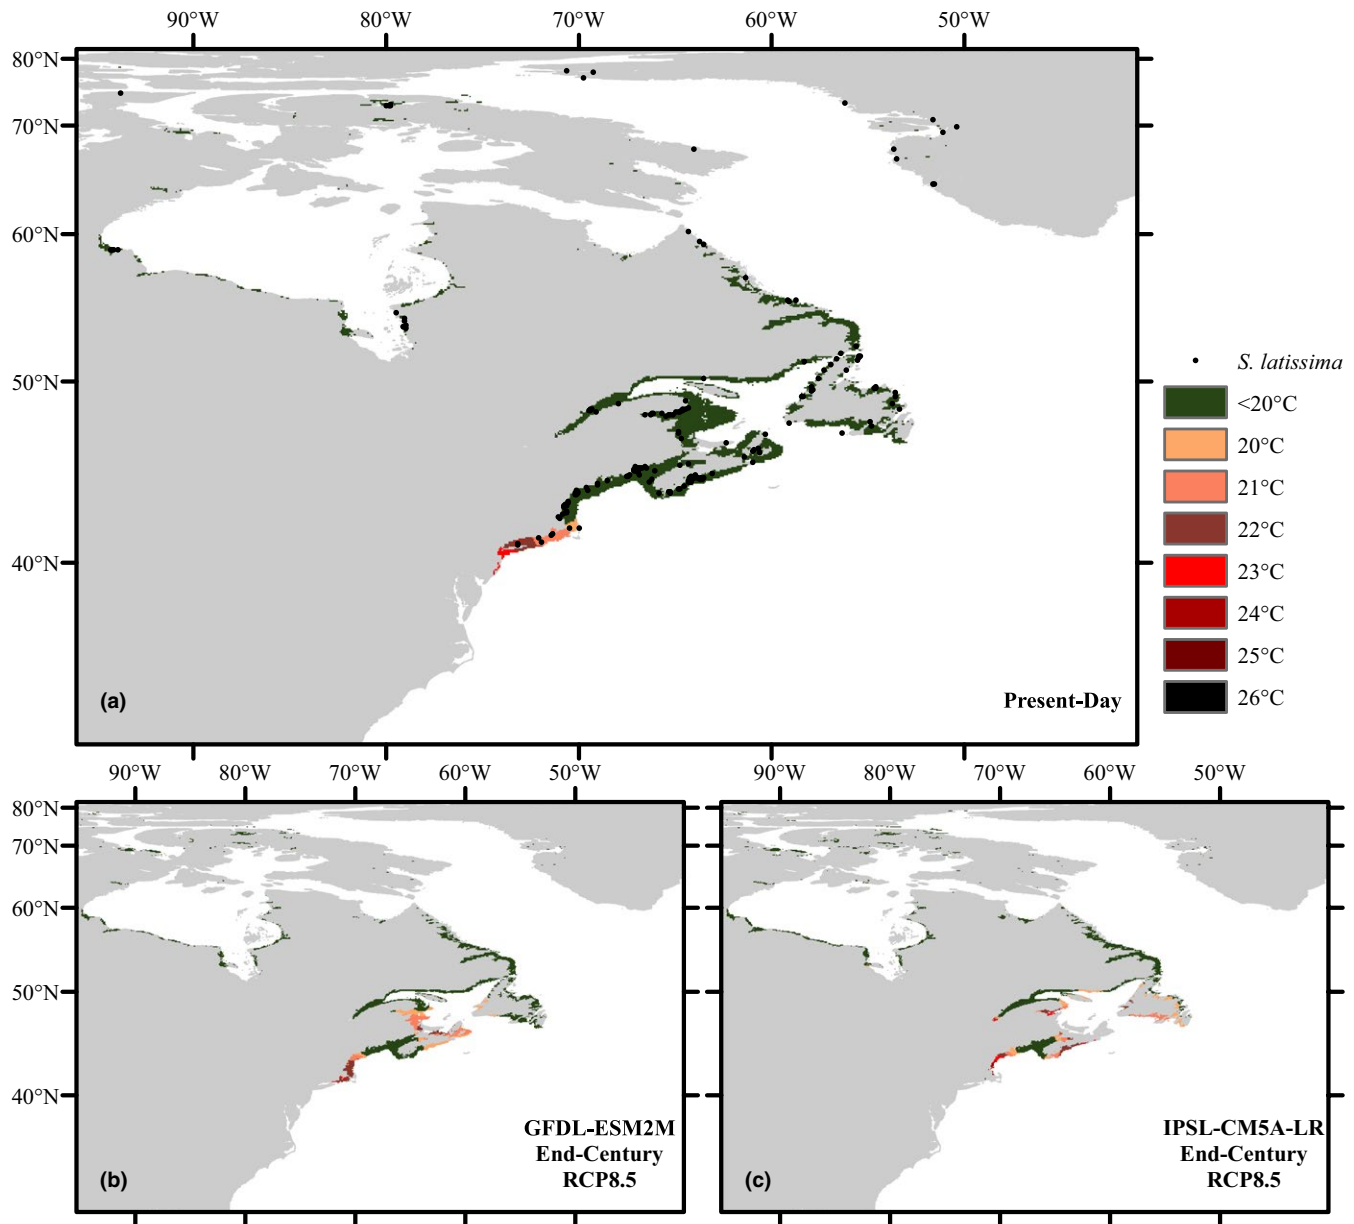 90°W 80°W 70°W 60°W 50°W
80°N
70°N
60°N
50°N
40°N
S. latissima
<20°C
20°C
21°C
22°C
23°C
24°C
25°C
26°C
(a)
Present-Day
90°W 80°W 70°W 60°W 50°W
80°N
70°N
60°N
50°N
40°N
GFDL-ESM2M
End-Century
RCP8.5
(b)
90°W 80°W 70°W 60°W 50°W
IPSL-CM5A-LR
End-Century
RCP8.5
(c)